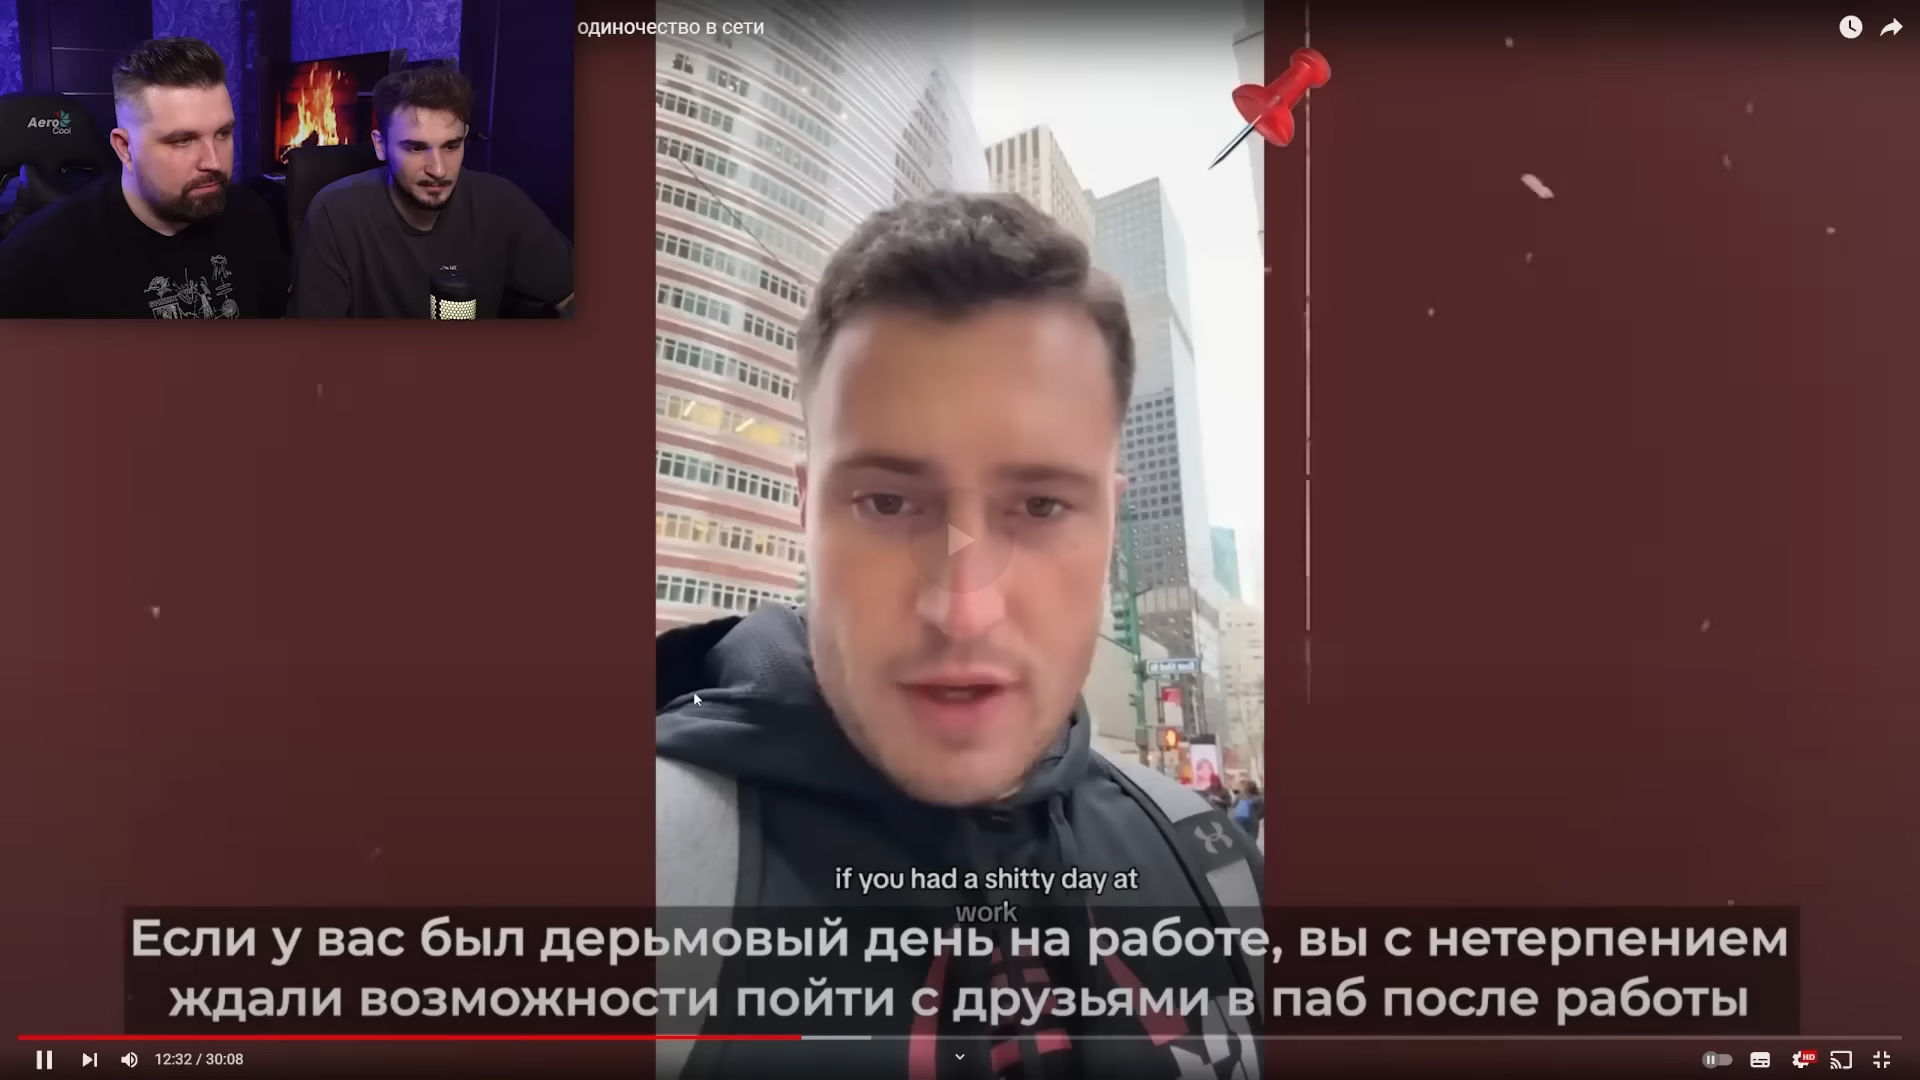 одиночество в сети
Aero
Cool
if you had a shitty day at
work
Если у вас был дерьмовый день на работе, вы с нетерпением
ждали возможности пойти с друзьями в паб после работы
12:32 / 30:08
HD